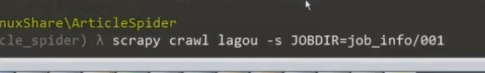 nuxShare\ArticleSpider
cle_spider) λ scrapy crawl lagou -s JOBDIR=job_info/001